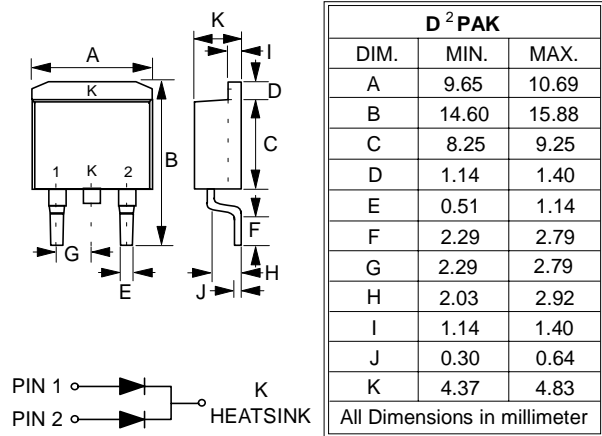 K
A
I
K
D
B
C
1 K 2
F
G
H
E
J
PIN 1
K
PIN 2
HEATSINK
D ² PAK
DIM. MIN. MAX.
A 9.65 10.69
B 14.60 15.88
C 8.25 9.25
D 1.14 1.40
E 0.51 1.14
F 2.29 2.79
G 2.29 2.79
H 2.03 2.92
I 1.14 1.40
J 0.30 0.64
K 4.37 4.83
All Dimensions in millimeter